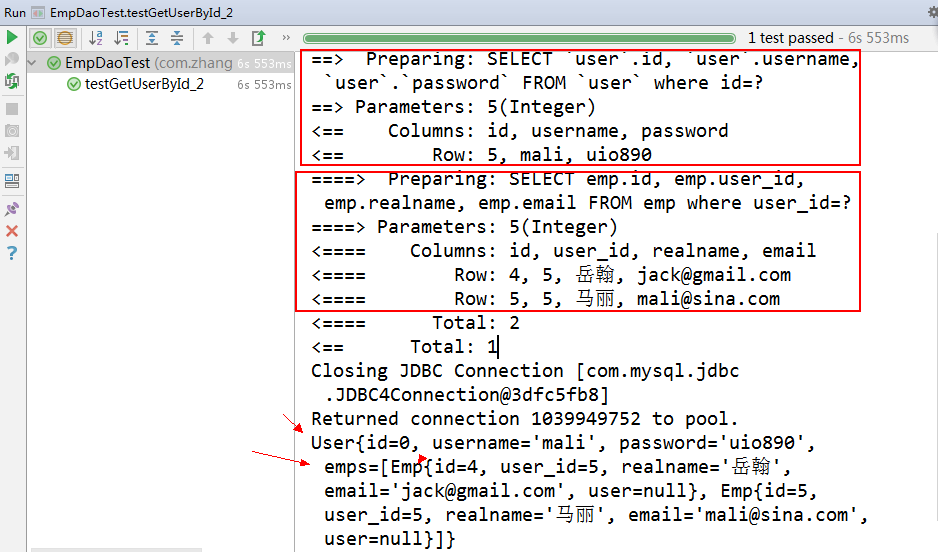 Run EmpDaoTest.testGetUserById_2
1 test passed - 6s 553ms
EmpDaoTest (com.zhang 6s 553ms
testGetUserById_2 6s 553ms
==>  Preparing: SELECT `user`.id, `user`.username,
`user`.`password` FROM `user` where id=?
==> Parameters: 5(Integer)
<==    Columns: id, username, password
<==        Row: 5, mali, uio890
====>  Preparing: SELECT emp.id, emp.user_id,
emp.realname, emp.email FROM emp where user_id=?
====> Parameters: 5(Integer)
<====    Columns: id, user_id, realname, email
<====        Row: 4, 5, 岳翰, jack@gmail.com
<====        Row: 5, 5, 马丽, mali@sina.com
<====      Total: 2
<==      Total: 1
Closing JDBC Connection [com.mysql.jdbc
.JDBC4Connection@3dfc5fb8]
Returned connection 1039949752 to pool.
User{id=0, username='mali', password='uio890',
emps=[Emp{id=4, user_id=5, realname='岳翰',
email='jack@gmail.com', user=null}, Emp{id=5,
user_id=5, realname='马丽', email='mali@sina.com',
user=null}]}